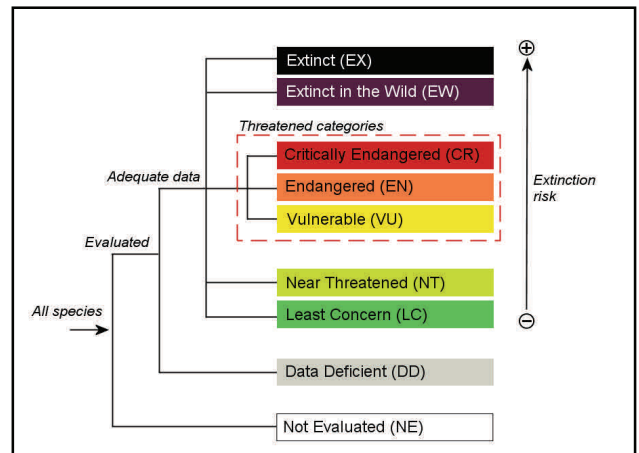 Extinct (EX)
Extinct in the Wild (EW)
Threatened categories
Critically Endangered (CR)
Adequate data
Endangered (EN)
Extinction
risk
Vulnerable (VU)
Evaluated
Near Threatened (NT)
All species
Least Concern (LC)
Data Deficient (DD)
Not Evaluated (NE)